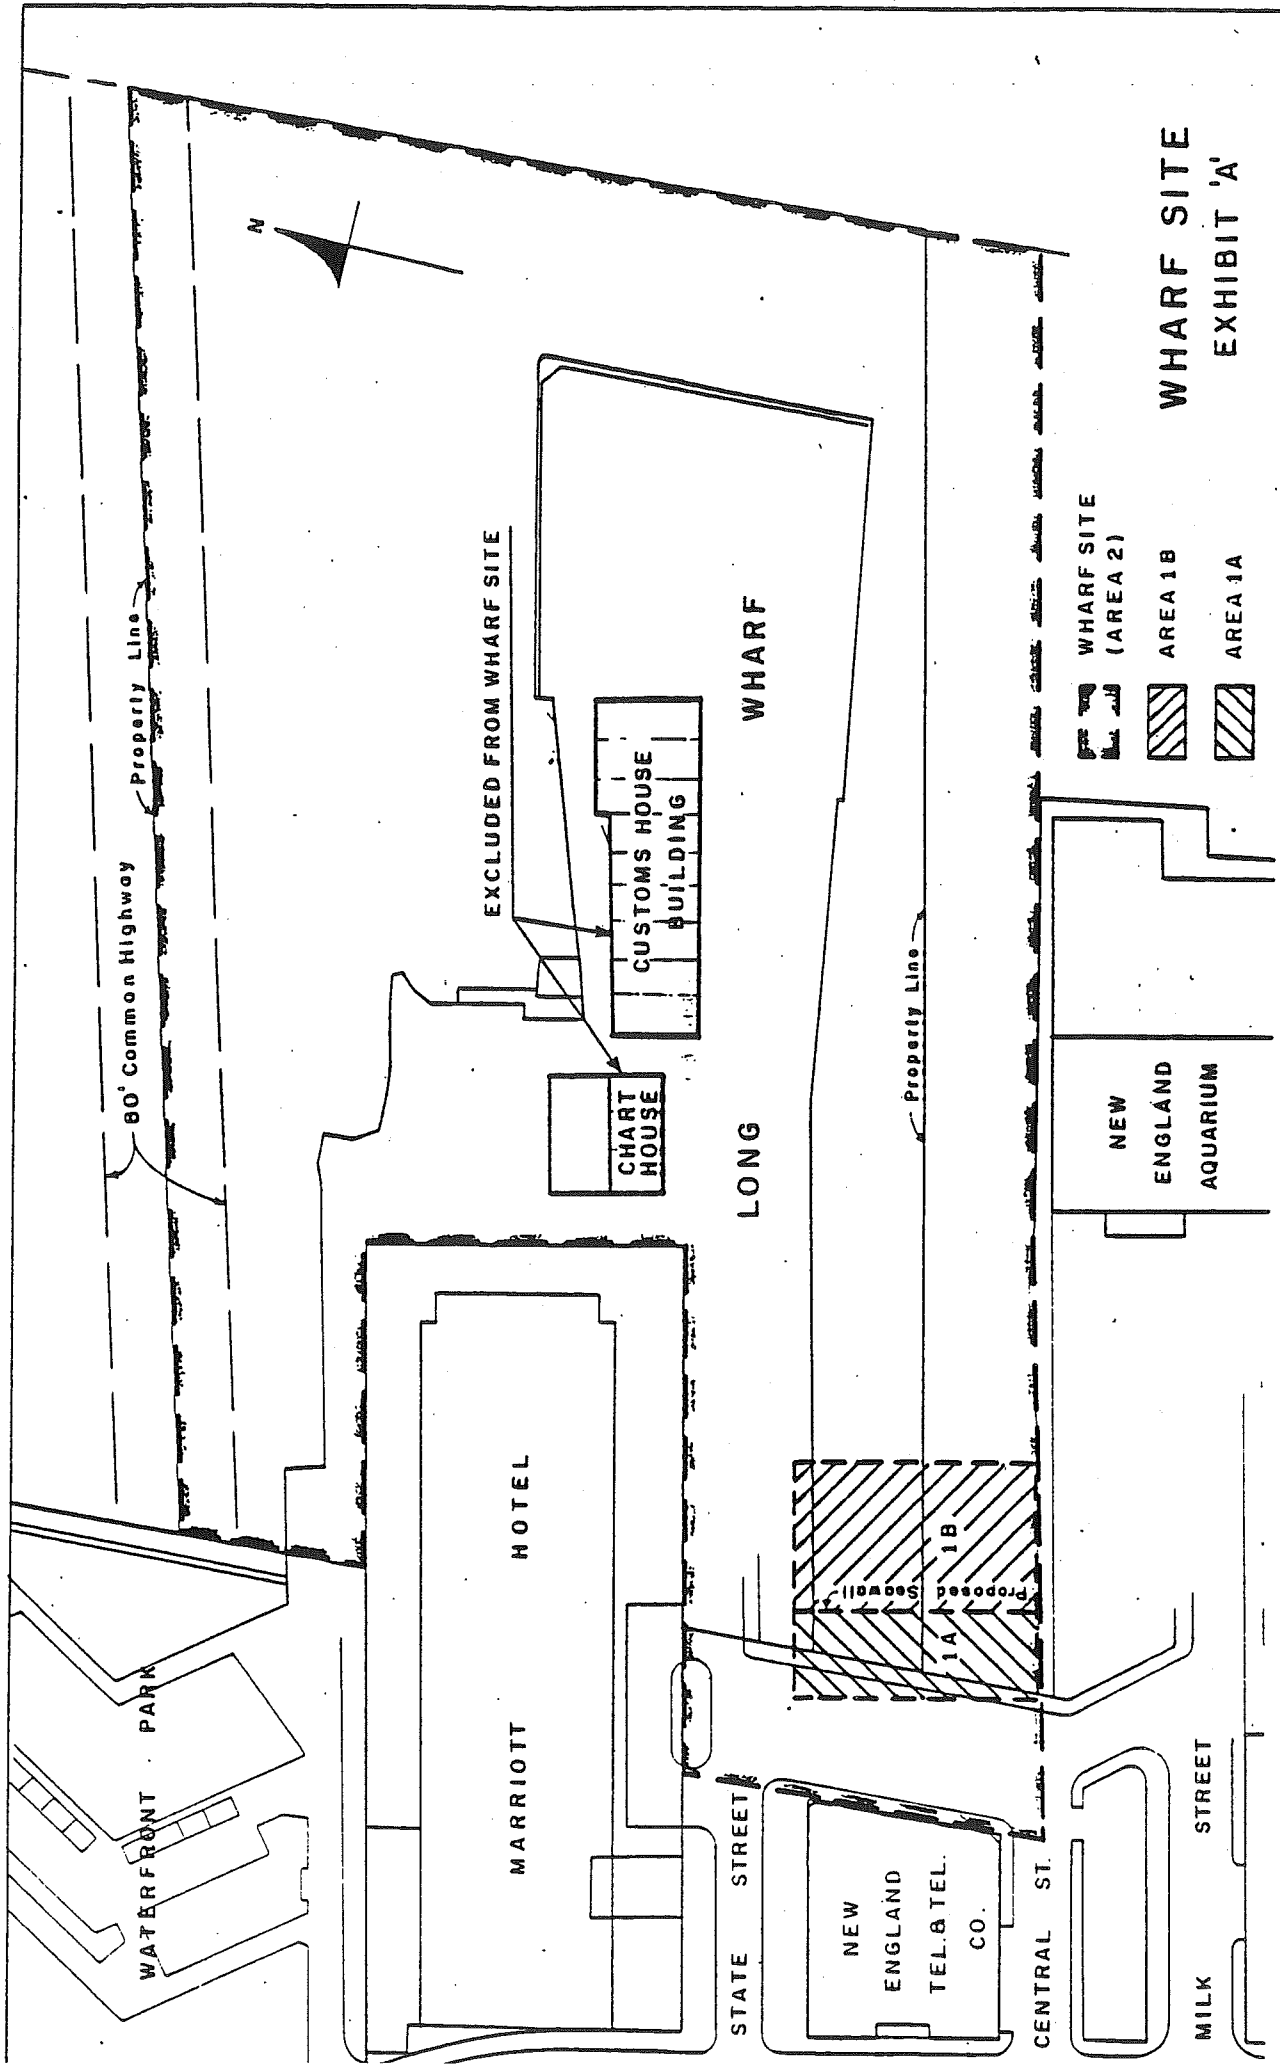 WATERFRONT PARK
80' Common Highway
Property Line
N
EXCLUDED FROM WHARF SITE
MARRIOTT HOTEL
CHART
HOUSE
CUSTOMS HOUSE
BUILDING
STATE STREET
LONG WHARF
NEW
ENGLAND
TEL. & TEL.
CO.
1A
Proposed Seawall
1B
Property Line
CENTRAL ST.
MILK STREET
NEW
ENGLAND
AQUARIUM
WHARF SITE
(AREA 2)
AREA 1B
AREA 1A
WHARF SITE
EXHIBIT 'A'